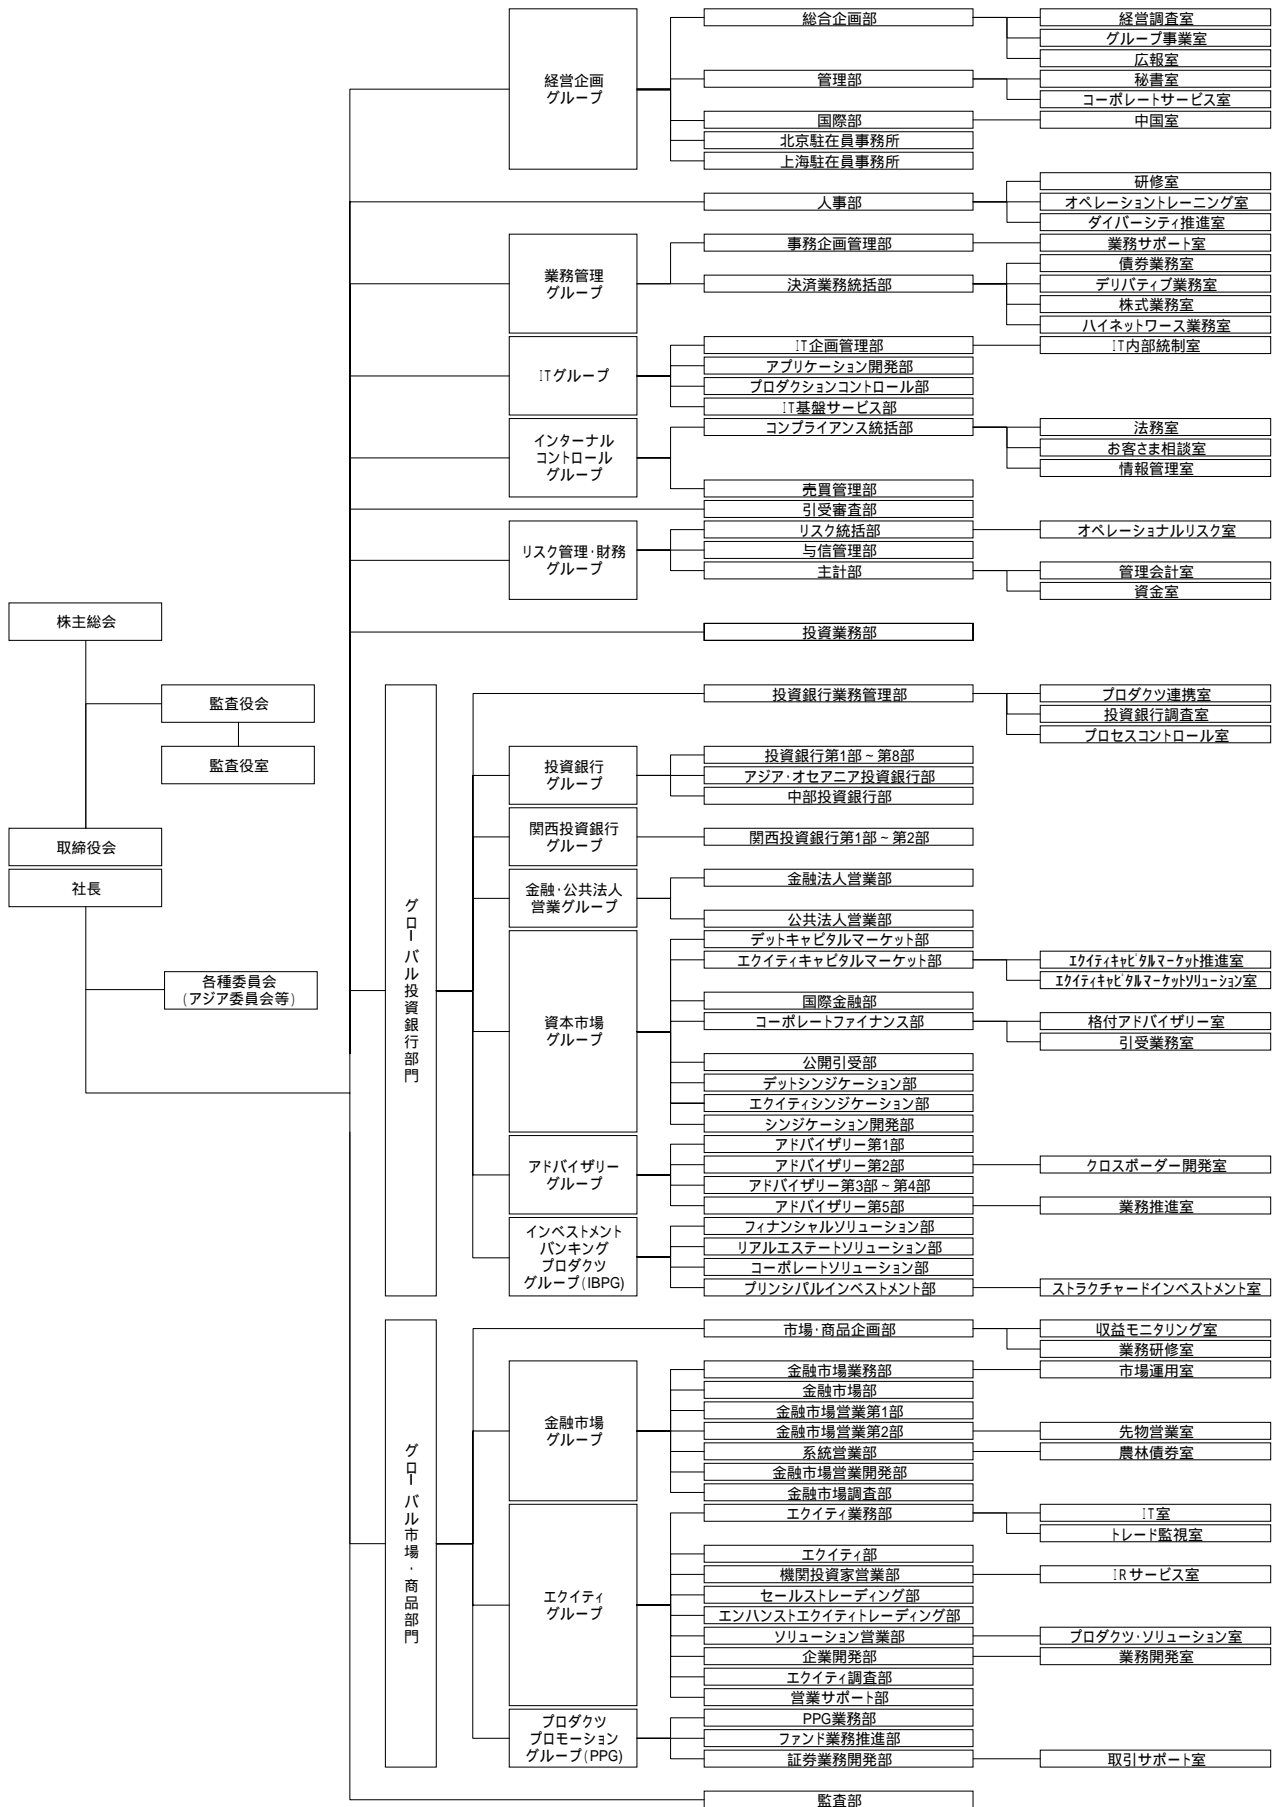 株主総会
監査役会
監査役室
取締役会
社長
各種委員会
(アジア委員会等)
経営企画
グループ
総合企画部
経営調査室
グループ事業室
広報室
管理部
秘書室
コーポレートサービス室
国際部
中国室
北京駐在員事務所
上海駐在員事務所
人事部
研修室
オペレーショントレーニング室
ダイバーシティ推進室
業務管理
グループ
事務企画管理部
業務サポート室
決済業務統括部
債券業務室
デリバティブ業務室
株式業務室
ハイネットワース業務室
ITグループ
IT企画管理部
IT内部統制室
アプリケーション開発部
プロダクションコントロール部
IT基盤サービス部
インターナル
コントロール
グループ
コンプライアンス統括部
法務室
お客さま相談室
情報管理室
売買管理部
引受審査部
リスク管理・財務
グループ
リスク統括部
オペレーショナルリスク室
与信管理部
主計部
管理会計室
資金室
投資業務部
グローバル投資銀行部門
投資銀行業務管理部
プロダクツ連携室
投資銀行調査室
プロセスコントロール室
投資銀行
グループ
投資銀行第1部～第8部
アジア・オセアニア投資銀行部
中部投資銀行部
関西投資銀行
グループ
関西投資銀行第1部～第2部
金融・公共法人
営業グループ
金融法人営業部
公共法人営業部
資本市場
グループ
デットキャピタルマーケット部
エクイティキャピタルマーケット部
エクイティキャピタルマーケット推進室
エクイティキャピタルマーケットソリューション室
国際金融部
コーポレートファイナンス部
格付アドバイザリー室
引受業務室
公開引受部
デットシンジケーション部
エクイティシンジケーション部
シンジケーション開発部
アドバイザリー
グループ
アドバイザリー第1部
アドバイザリー第2部
クロスボーダー開発室
アドバイザリー第3部～第4部
アドバイザリー第5部
業務推進室
インベストメント
バンキング
プロダクツ
グループ(IBPG)
フィナンシャルソリューション部
リアルエステートソリューション部
コーポレートソリューション部
プリンシパルインベストメント部
ストラクチャードインベストメント室
グローバル市場・商品部門
市場・商品企画部
収益モニタリング室
業務研修室
金融市場
グループ
金融市場業務部
市場運用室
金融市場部
金融市場営業第1部
金融市場営業第2部
先物営業室
系統営業部
農林債券室
金融市場営業開発部
金融市場調査部
エクイティ
グループ
エクイティ業務部
IT室
トレード監視室
エクイティ部
機関投資家営業部
IRサービス室
セールストレーディング部
エンハンストエクイティトレーディング部
ソリューション営業部
プロダクツ・ソリューション室
企業開発部
業務開発室
エクイティ調査部
営業サポート部
プロダクツ
プロモーション
グループ(PPG)
PPG業務部
ファンド業務推進部
証券業務開発部
取引サポート室
監査部